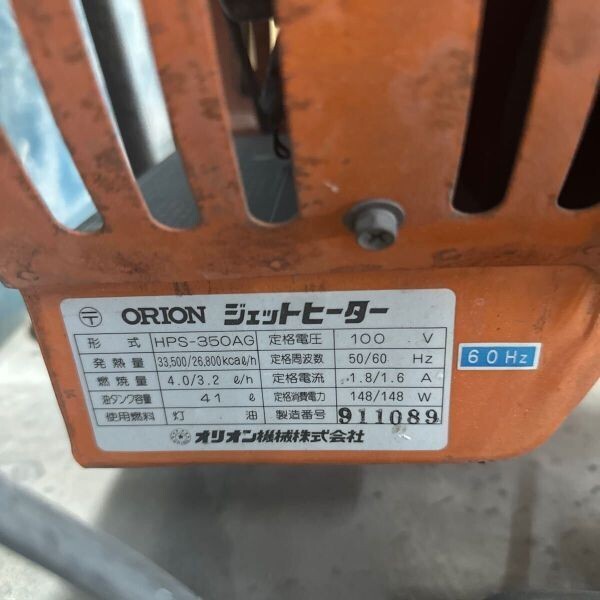 〒 ORION ジェットヒーター
形 式 HPS-350AG 定格電圧 100 V
発熱量 33,500/26,800kcaℓ/h 定格周波数 50/60 Hz
燃焼量 4.0/3.2 ℓ/h 定格電流 1.8/1.6 A
油タンク容量 41 ℓ 定格消費電力 148/148 W
使用燃料 灯 油 製造番号 911089
オリオン機械株式会社
60Hz